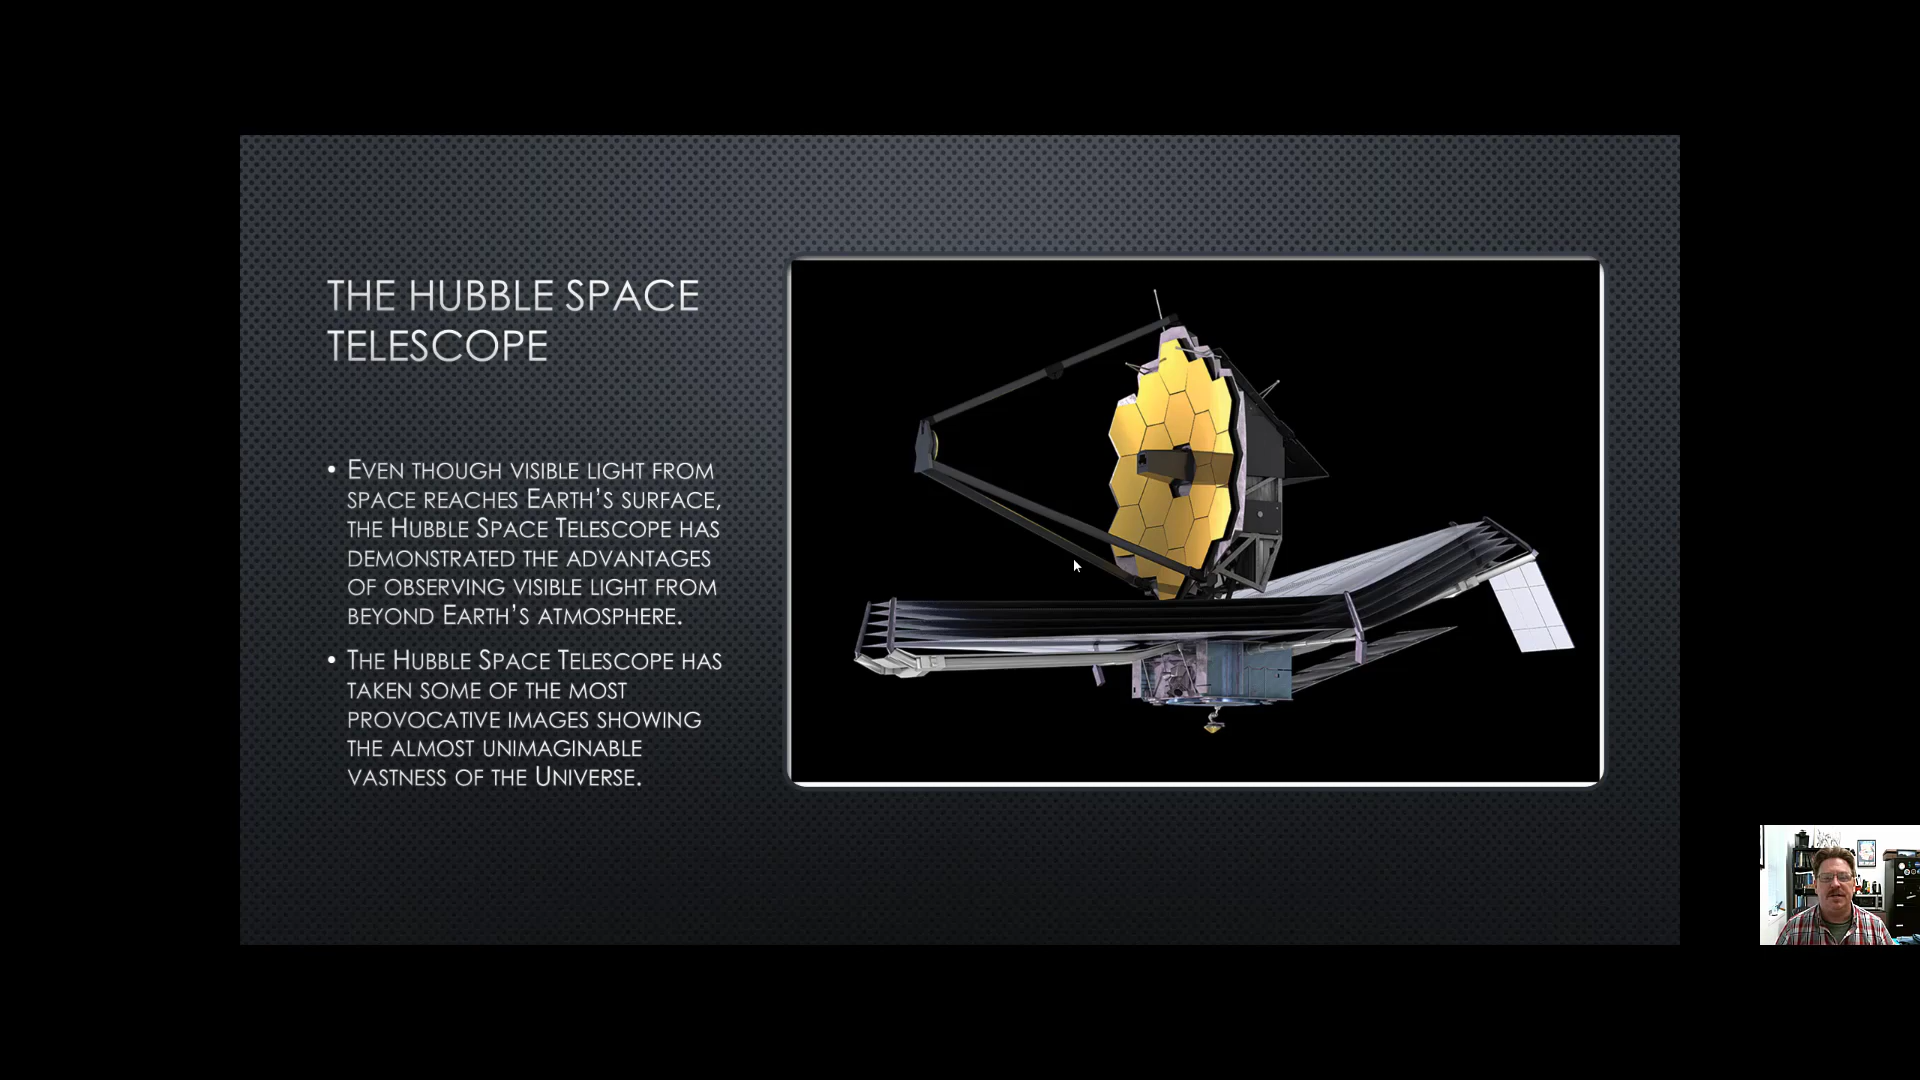 THE HUBBLE SPACE
TELESCOPE
• EVEN THOUGH VISIBLE LIGHT FROM
SPACE REACHES EARTH'S SURFACE,
THE HUBBLE SPACE TELESCOPE HAS
DEMONSTRATED THE ADVANTAGES
OF OBSERVING VISIBLE LIGHT FROM
BEYOND EARTH'S ATMOSPHERE.
• THE HUBBLE SPACE TELESCOPE HAS
TAKEN SOME OF THE MOST
PROVOCATIVE IMAGES SHOWING
THE ALMOST UNIMAGINABLE
VASTNESS OF THE UNIVERSE.